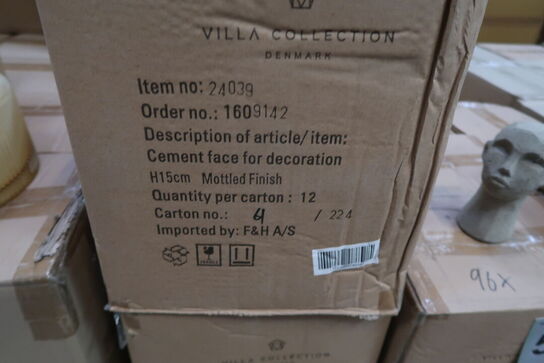 VILLA COLLECTION
DENMARK
Item no: 24039
Order no.: 1609142
Description of article/item:
Cement face for decoration
H15cm Mottled Finish
Quantity per carton : 12
Carton no.: 4 / 224
Imported by: F&H A/S
96x
VILLA COLLECTION